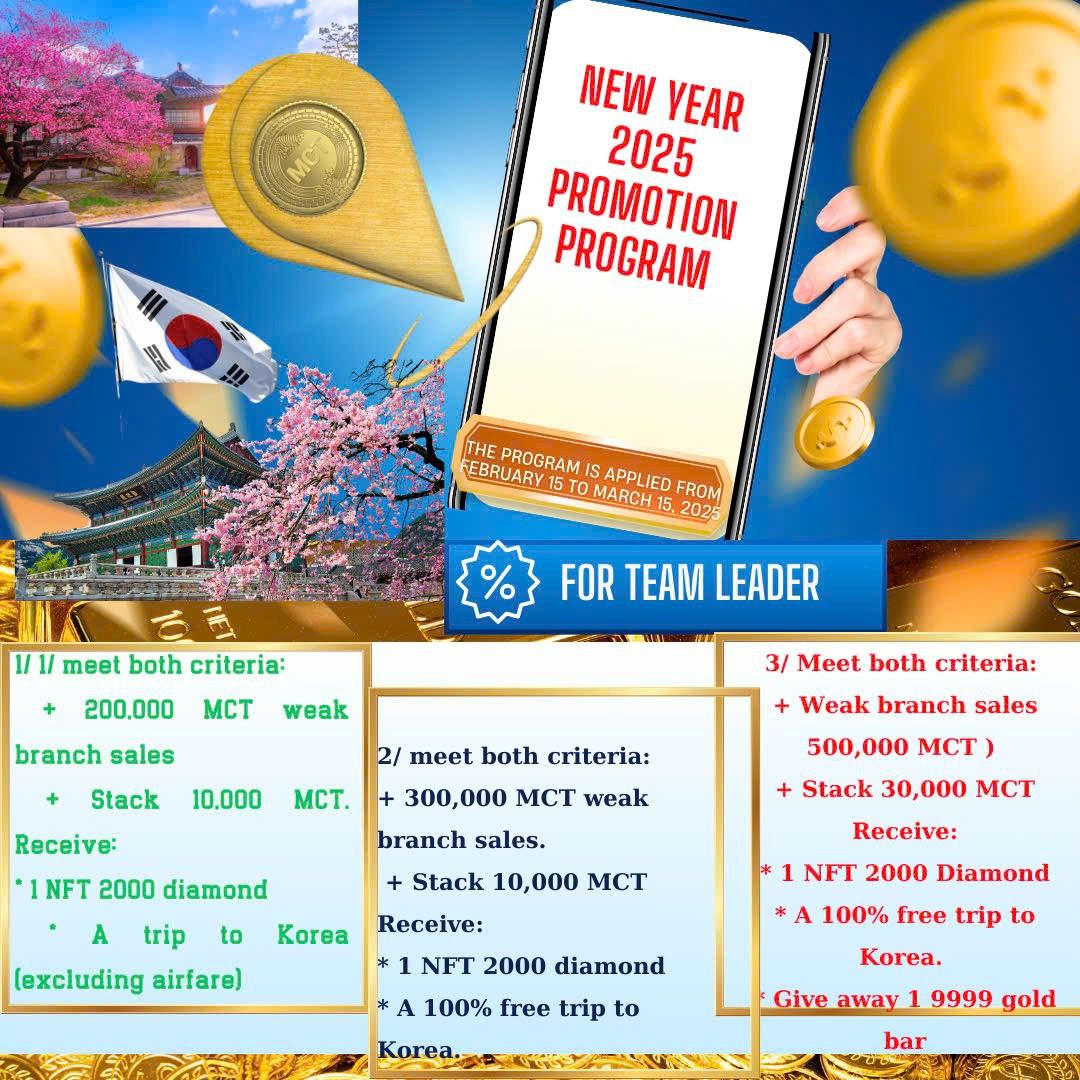 MCT
NEW YEAR
2025
PROMOTION
PROGRAM
THE PROGRAM IS APPLIED FROM
FEBRUARY 15 TO MARCH 15, 2025
% FOR TEAM LEADER
1/ 1/ meet both criteria:
+ 200.000 MCT weak
branch sales
+ Stack 10.000 MCT.
Receive:
* 1 NFT 2000 diamond
* A trip to Korea
(excluding airfare)
2/ meet both criteria:
+ 300,000 MCT weak
branch sales.
+ Stack 10,000 MCT
Receive:
* 1 NFT 2000 diamond
* A 100% free trip to
Korea.
3/ Meet both criteria:
+ Weak branch sales
500,000 MCT )
+ Stack 30,000 MCT
Receive:
* 1 NFT 2000 Diamond
* A 100% free trip to
Korea.
* Give away 1 9999 gold
bar